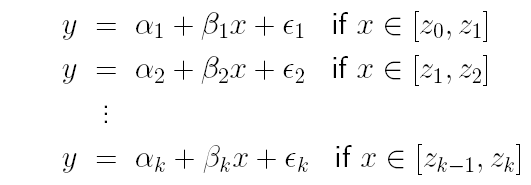 y = α₁ + β₁x + ϵ₁ if x ∈ [z₀, z₁]
y = α₂ + β₂x + ϵ₂ if x ∈ [z₁, z₂]
⋮
y = αₖ + βₖx + ϵₖ if x ∈ [zₖ₋₁, zₖ]